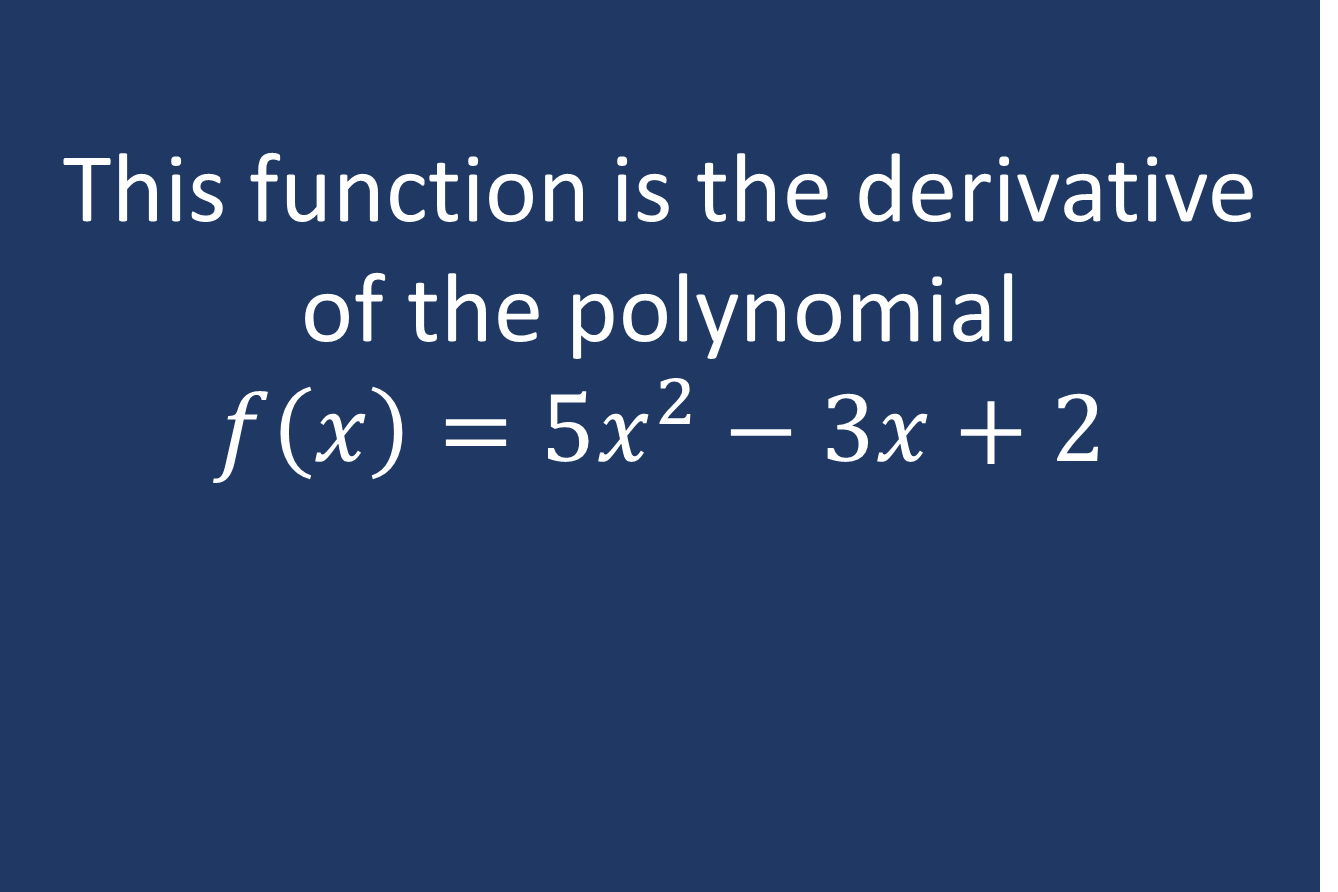 This function is the derivative
of the polynomial
𝑓(𝑥) = 5𝑥² − 3𝑥 + 2